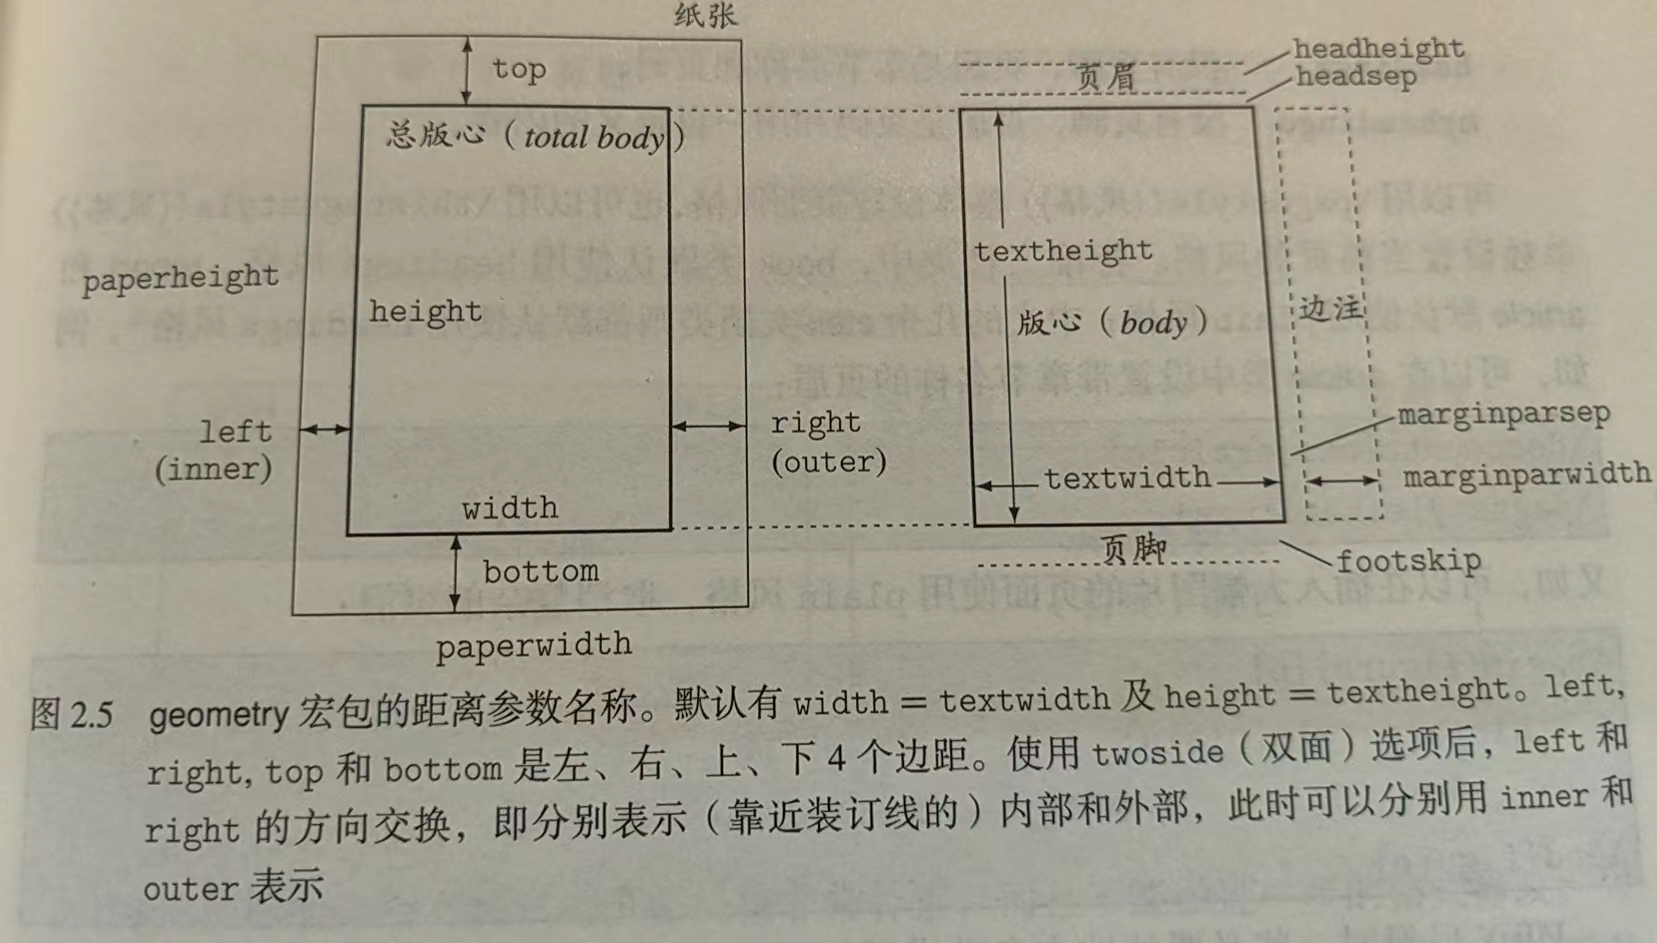 纸张
top
总版心（total body）
paperheight
height
left
(inner)
right
(outer)
width
bottom
paperwidth
headheight
页眉
headsep
textheight
版心（body）
边注
marginparsep
textwidth
marginparwidth
页脚
footskip
图 2.5 geometry 宏包的距离参数名称。默认有 width = textwidth 及 height = textheight。left,
right, top 和 bottom 是左、右、上、下 4 个边距。使用 twoside（双面）选项后，left 和
right 的方向交换，即分别表示（靠近装订线的）内部和外部，此时可以分别用 inner 和
outer 表示